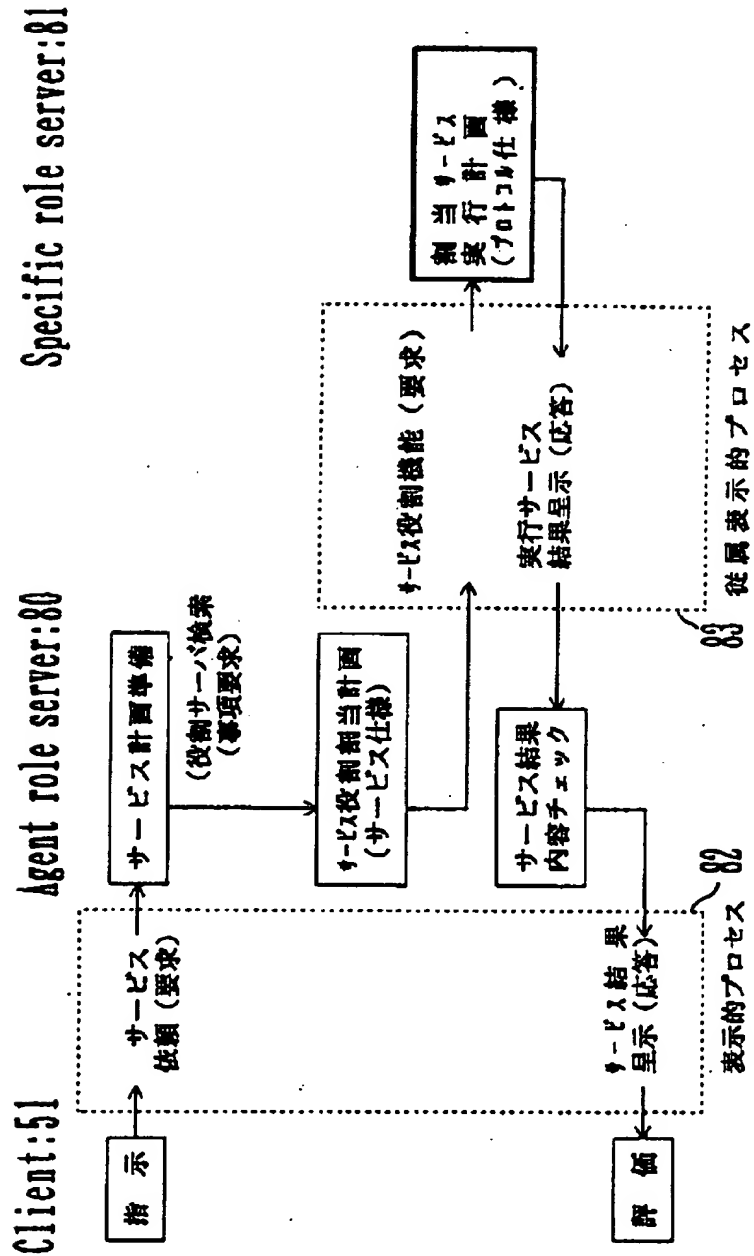 Client:51
Agent role server:80
Specific role server:81
指 示
サービス
依頼(要求)
サービス計画準備
(役割サーバ検索
(事項要求)
サービス役割割当計画
(サービス仕様)
サービス役割機能(要求)
割 当 サービス
実 行 計 画
(プロトコル仕 様)
実行サービス
結果呈示(応答)
サービス結果
内容チェック
サービス 結 果
呈示(応答)
評 価
82
表示的プロセス
83
従属表示的プロセス